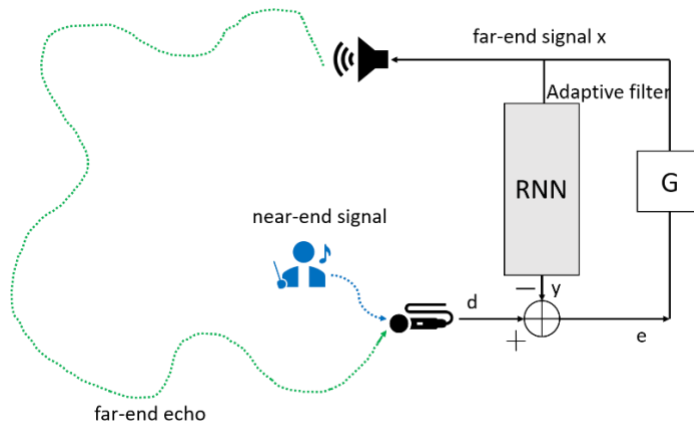 far-end signal x
Adaptive filter
RNN
G
near-end signal
− y
d
+
e
far-end echo